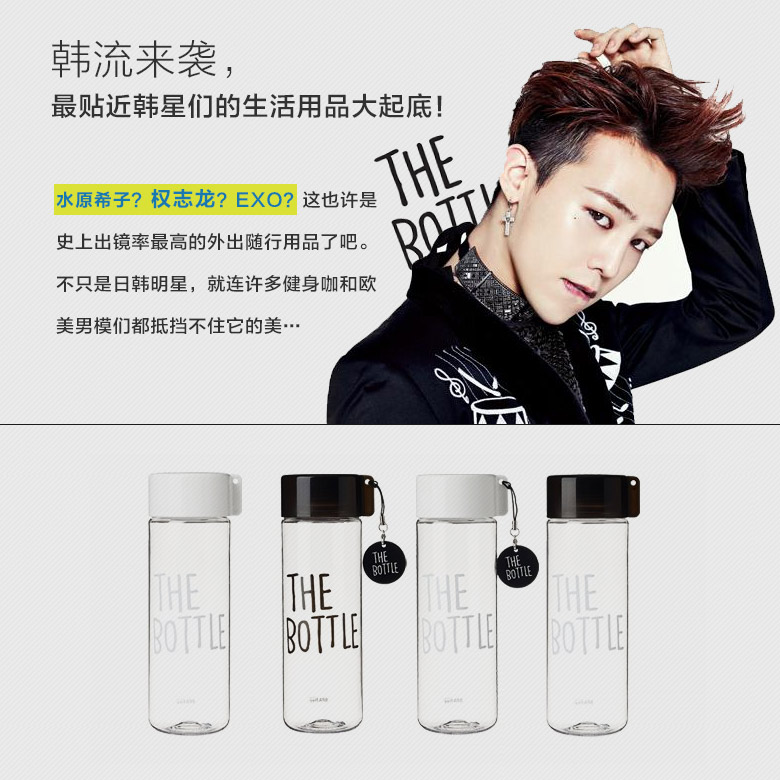 韩流来袭，
最贴近韩星们的生活用品大起底！
水原希子？权志龙？EXO？这也许是
史上出镜率最高的外出随行用品了吧。
不只是日韩明星，就连许多健身咖和欧
美男模们都抵挡不住它的美…
THE
BOTTL
THE
BOTTLE
THE
BOTTLE
THE
BOTTLE
THE
BOTTLE
THE
BOTTLE
THE
BOTTLE